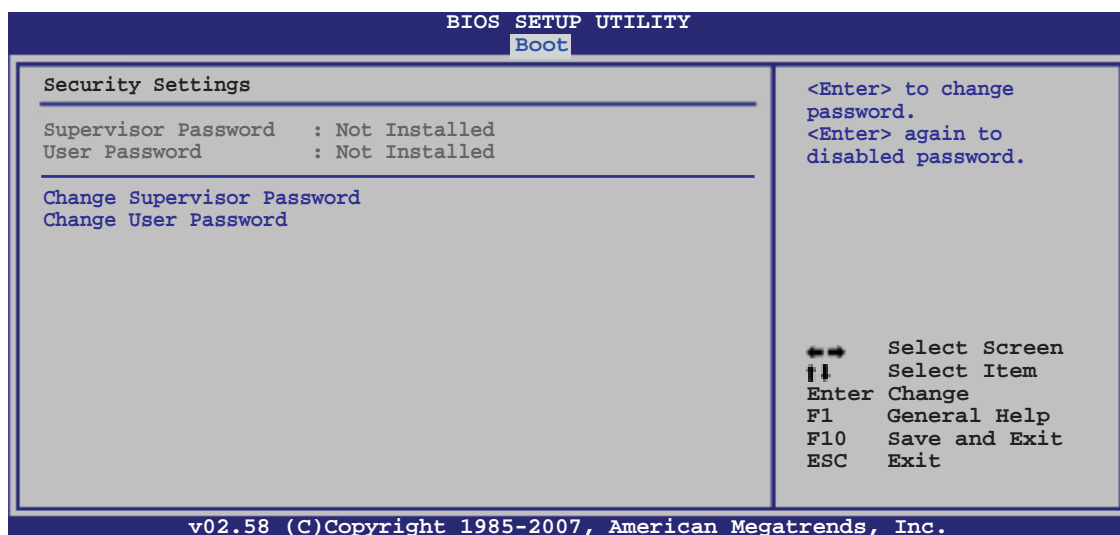 BIOS SETUP UTILITY
Boot
Security Settings
Supervisor Password : Not Installed
User Password : Not Installed
Change Supervisor Password
Change User Password
<Enter> to change
password.
<Enter> again to
disabled password.
←→ Select Screen
↑↓ Select Item
Enter Change
F1 General Help
F10 Save and Exit
ESC Exit
v02.58 (C)Copyright 1985-2007, American Megatrends, Inc.